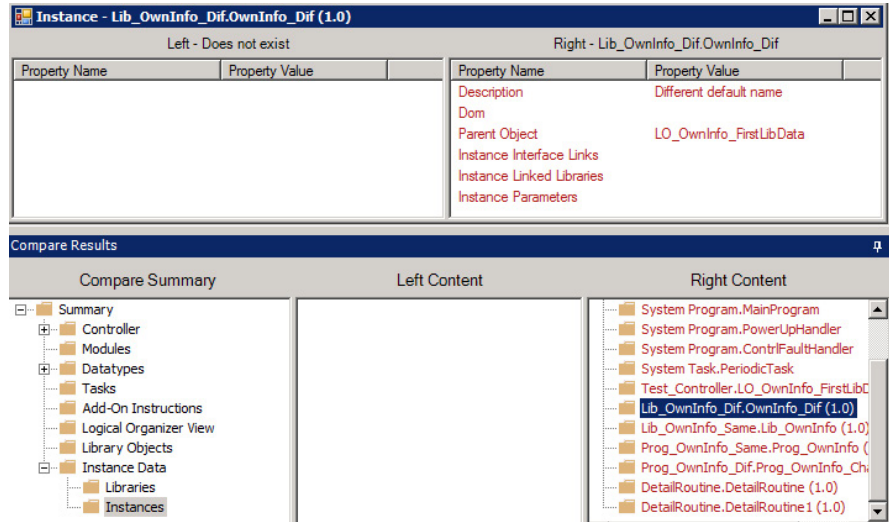 Instance - Lib_OwnInfo_Dif.OwnInfo_Dif (1.0)
Left - Does not exist
Right - Lib_OwnInfo_Dif.OwnInfo_Dif
Property Name Property Value
Property Name Property Value
Description Different default name
Dom
Parent Object LO_OwnInfo_FirstLibData
Instance Interface Links
Instance Linked Libraries
Instance Parameters
Compare Results
Compare Summary
Left Content
Right Content
Summary
Controller
Modules
Datatypes
Tasks
Add-On Instructions
Logical Organizer View
Library Objects
Instance Data
Libraries
Instances
System Program.MainProgram
System Program.PowerUpHandler
System Program.ContrlFaultHandler
System Task.PeriodicTask
Test_Controller.LO_OwnInfo_FirstLibD
Lib_OwnInfo_Dif.OwnInfo_Dif (1.0)
Lib_OwnInfo_Same.Lib_OwnInfo (1.0)
Prog_OwnInfo_Same.Prog_OwnInfo (
Prog_OwnInfo_Dif.Prog_OwnInfo_Cha
DetailRoutine.DetailRoutine (1.0)
DetailRoutine.DetailRoutine1 (1.0)